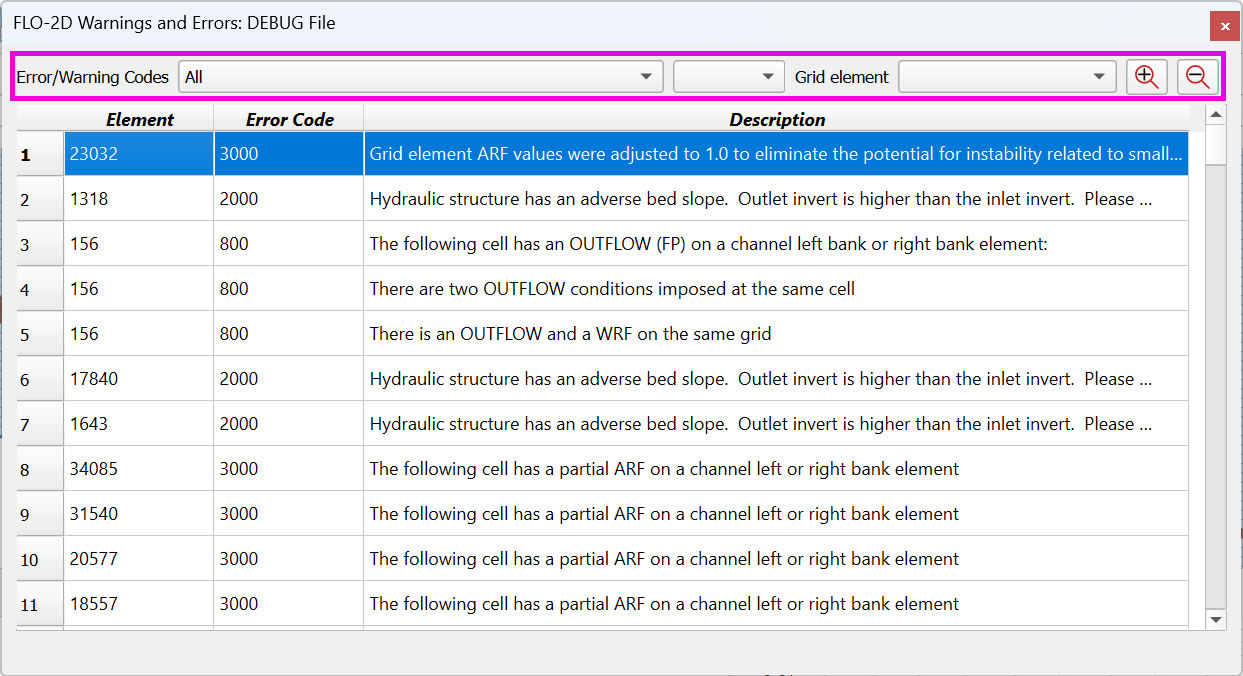 FLO-2D Warnings and Errors: DEBUG File
Error/Warning Codes All Grid element
Element Error Code Description
1 23032 3000 Grid element ARF values were adjusted to 1.0 to eliminate the potential for instability related to small...
2 1318 2000 Hydraulic structure has an adverse bed slope.  Outlet invert is higher than the inlet invert.  Please ...
3 156 800 The following cell has an OUTFLOW (FP) on a channel left bank or right bank element:
4 156 800 There are two OUTFLOW conditions imposed at the same cell
5 156 800 There is an OUTFLOW and a WRF on the same grid
6 17840 2000 Hydraulic structure has an adverse bed slope.  Outlet invert is higher than the inlet invert.  Please ...
7 1643 2000 Hydraulic structure has an adverse bed slope.  Outlet invert is higher than the inlet invert.  Please ...
8 34085 3000 The following cell has a partial ARF on a channel left or right bank element
9 31540 3000 The following cell has a partial ARF on a channel left or right bank element
10 20577 3000 The following cell has a partial ARF on a channel left or right bank element
11 18557 3000 The following cell has a partial ARF on a channel left or right bank element